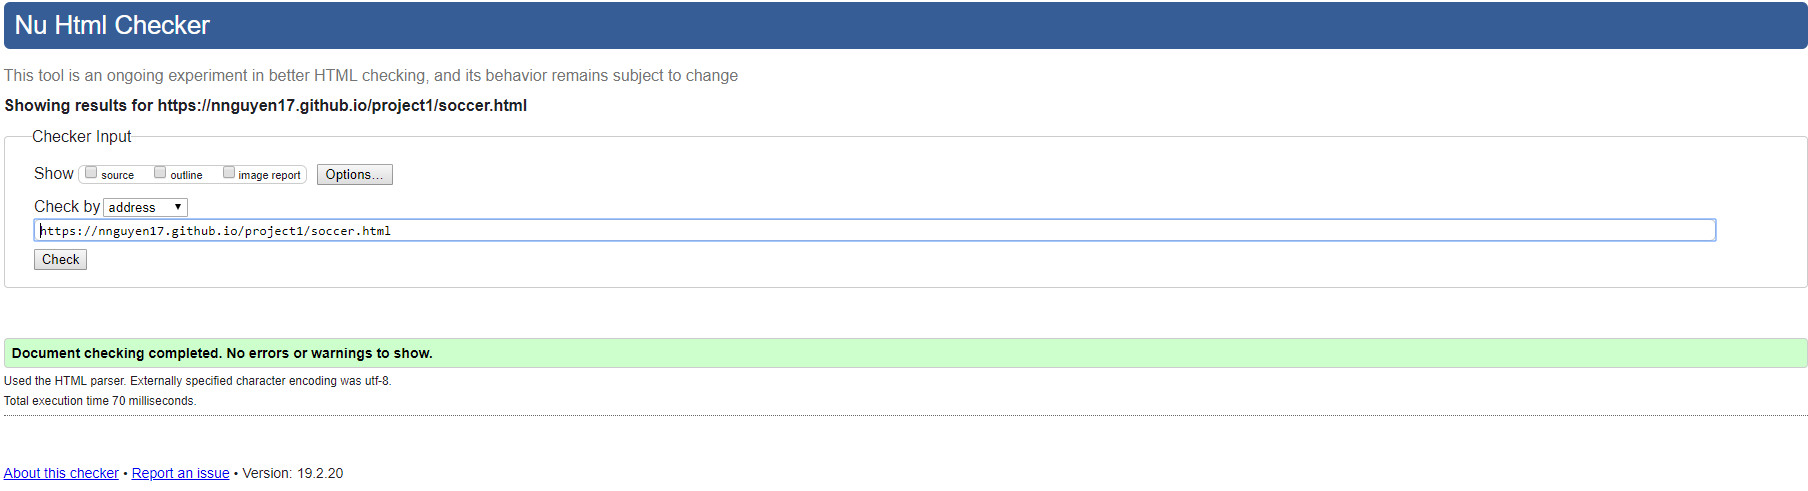 Nu Html Checker
This tool is an ongoing experiment in better HTML checking, and its behavior remains subject to change
Showing results for https://nnguyen17.github.io/project1/soccer.html
Checker Input
Show source outline image report Options...
Check by address
https://nnguyen17.github.io/project1/soccer.html
Check
Document checking completed. No errors or warnings to show.
Used the HTML parser. Externally specified character encoding was utf-8.
Total execution time 70 milliseconds.
About this checker • Report an issue • Version: 19.2.20